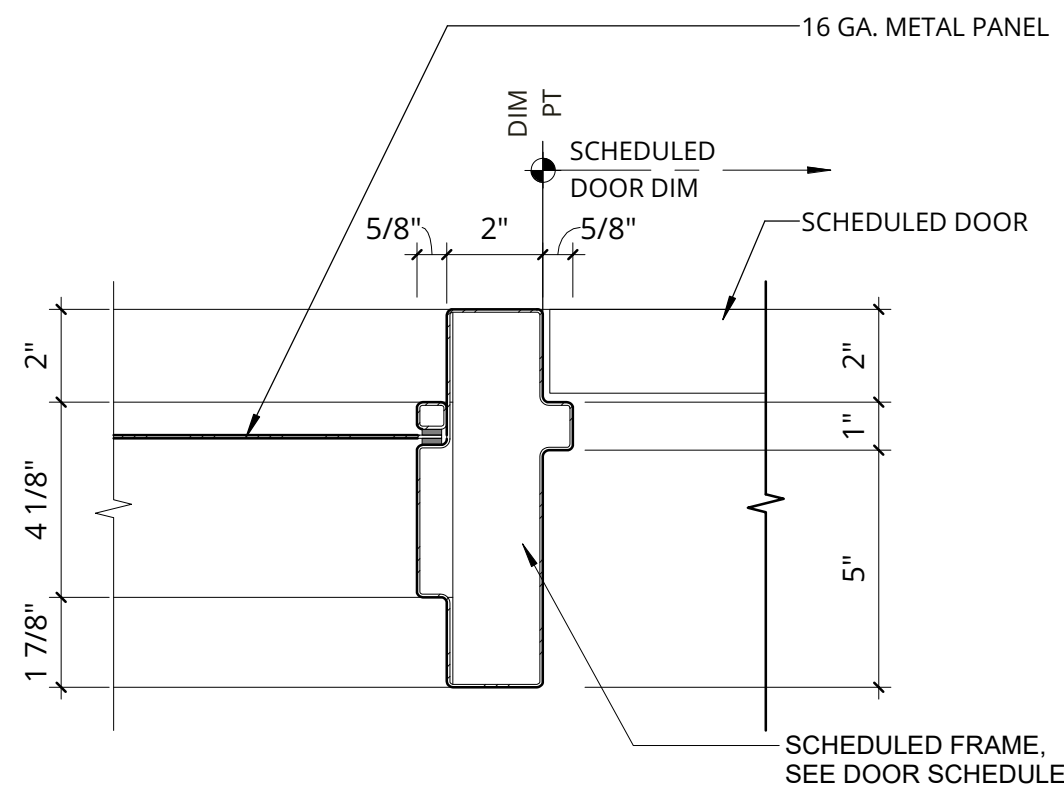 16 GA. METAL PANEL
DIM
PT
SCHEDULED
DOOR DIM
SCHEDULED DOOR
5/8"
2"
5/8"
2"
4 1/8"
1 7/8"
2"
1"
5"
SCHEDULED FRAME,
SEE DOOR SCHEDULE